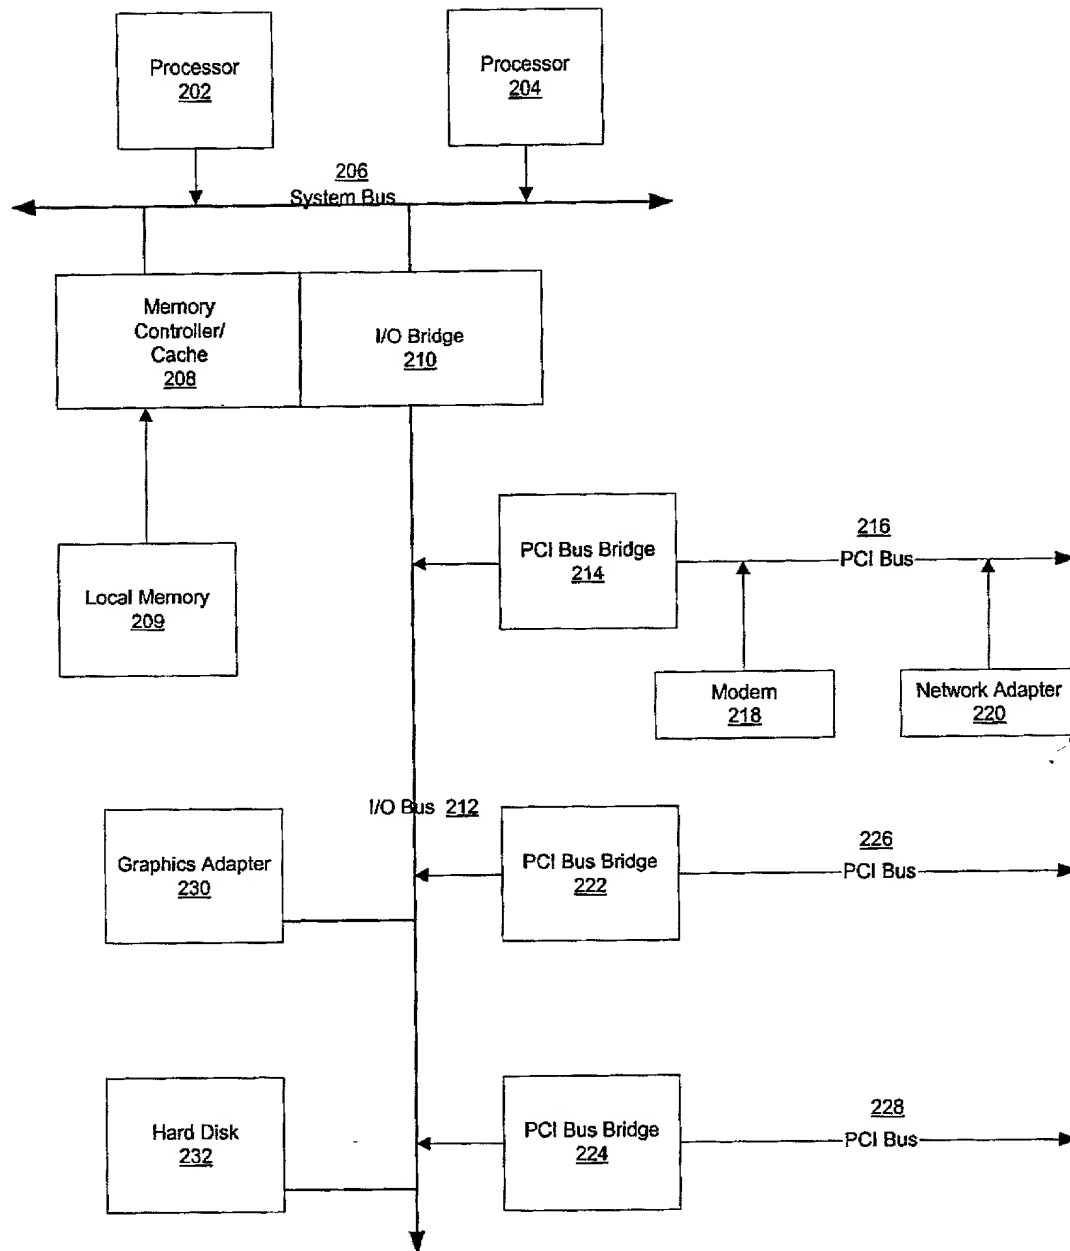 Processor
202
Processor
204
206
System Bus
Memory
Controller/
Cache
208
I/O Bridge
210
Local Memory
209
PCI Bus Bridge
214
216
PCI Bus
Modem
218
Network Adapter
220
I/O Bus 212
Graphics Adapter
230
PCI Bus Bridge
222
226
PCI Bus
Hard Disk
232
PCI Bus Bridge
224
228
PCI Bus